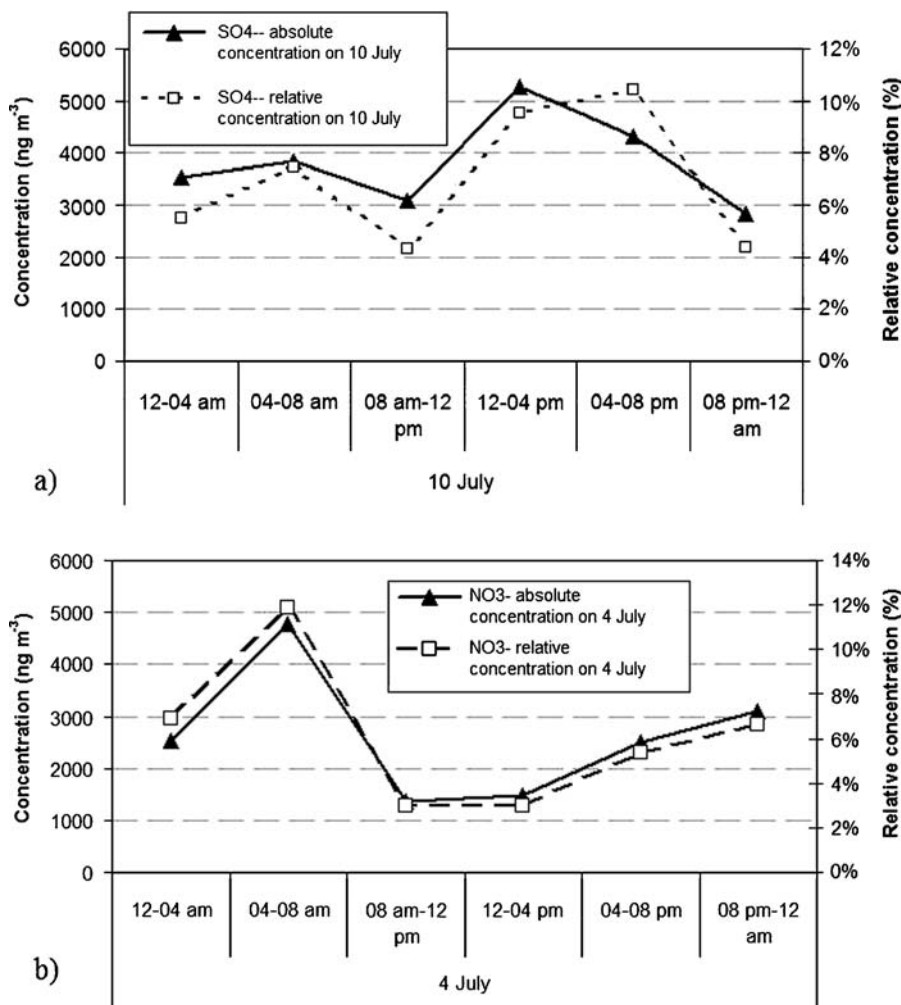 SO4-- absolute
concentration on 10 July
SO4-- relative
concentration on 10 July
Concentration (ng m-3)
6000
5000
4000
3000
2000
1000
0
12%
10%
8%
6%
4%
2%
0%
Relative concentration (%)
12-04 am
04-08 am
08 am-12
pm
12-04 pm
04-08 pm
08 pm-12
am
10 July
a)
NO3- absolute
concentration on 4 July
NO3- relative
concentration on 4 July
Concentration (ng m-3)
6000
5000
4000
3000
2000
1000
0
14%
12%
10%
8%
6%
4%
2%
0%
Relative concentration (%)
12-04 am
04-08 am
08 am-12
pm
12-04 pm
04-08 pm
08 pm-12
am
4 July
b)